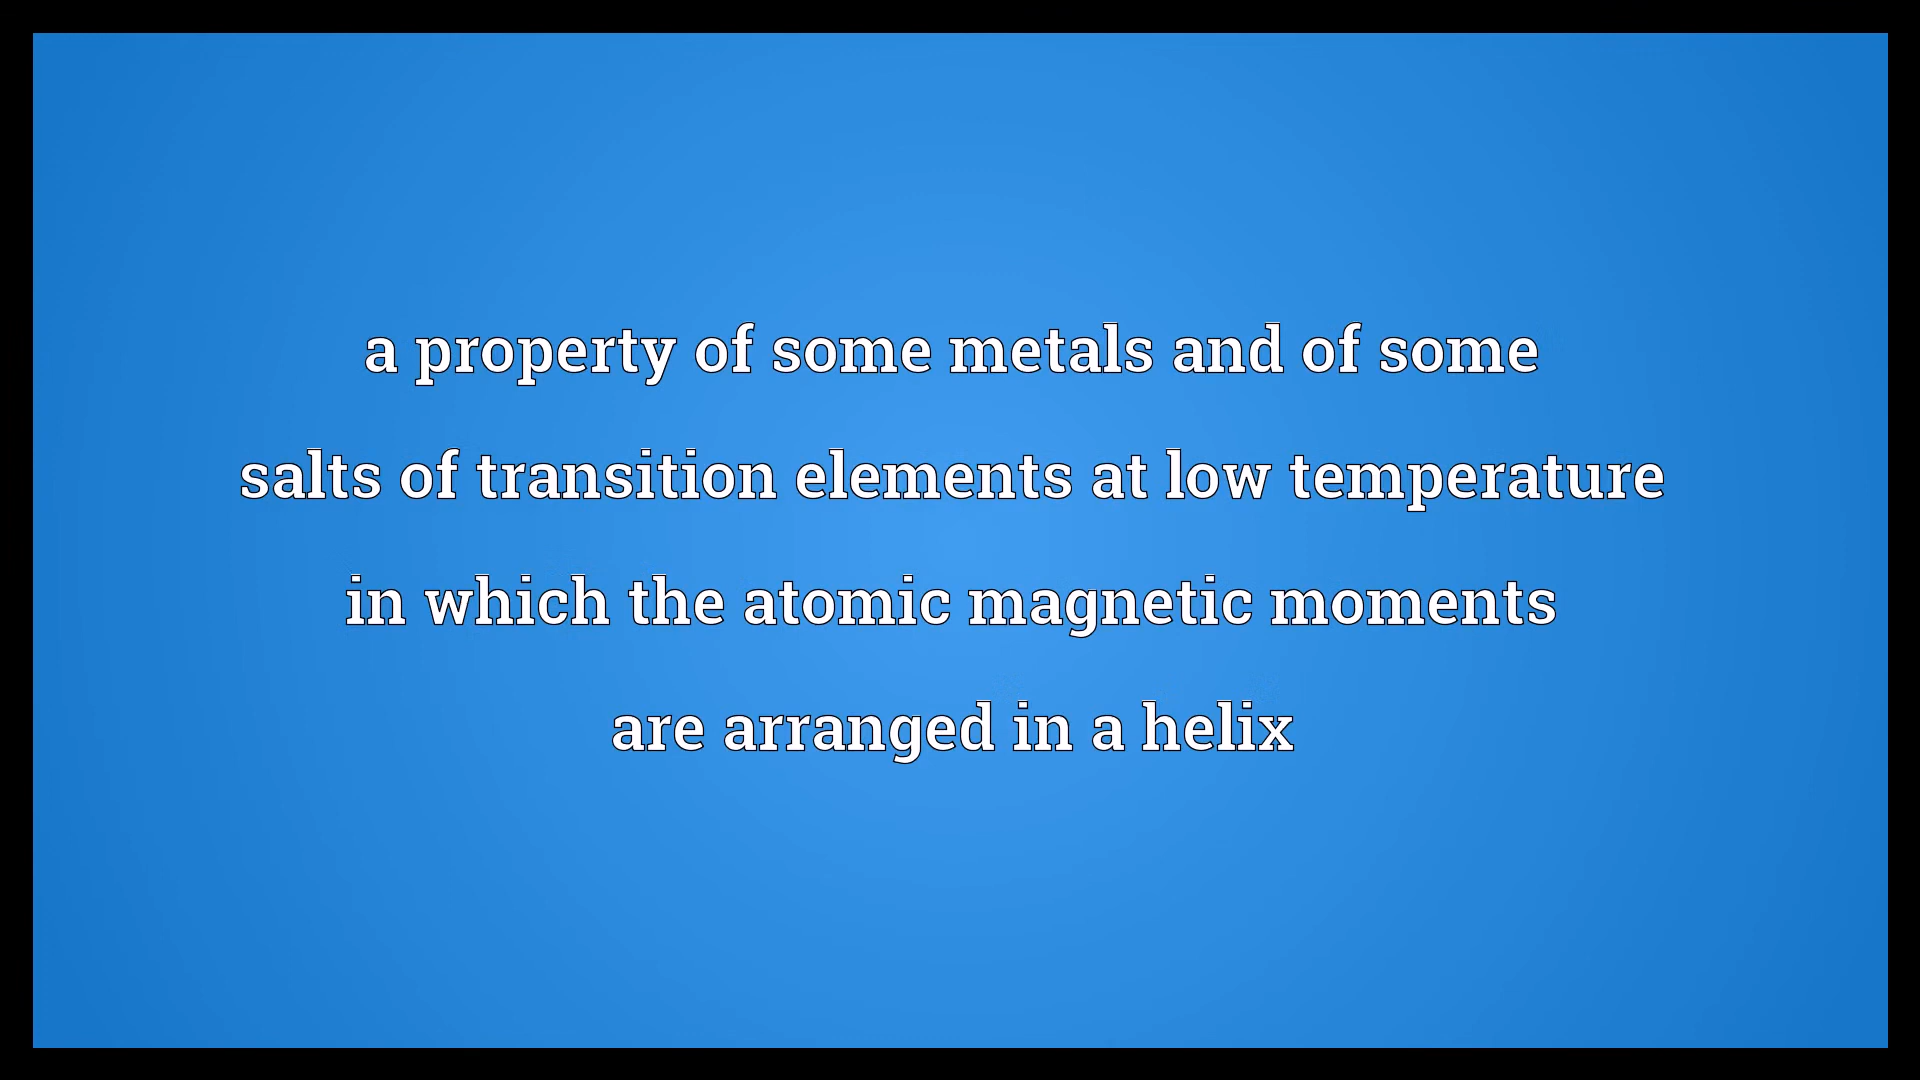 a property of some metals and of some
salts of transition elements at low temperature
in which the atomic magnetic moments
are arranged in a helix